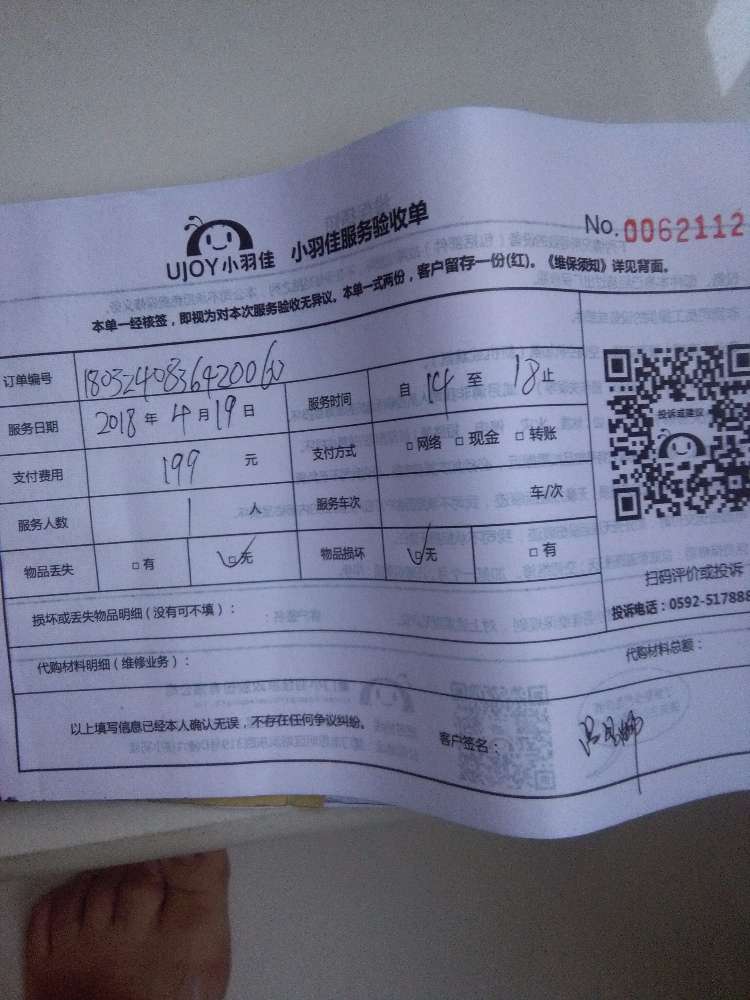 UJOY小羽佳 小羽佳服务验收单
No. 0062112
本单一经核签，即视为对本次服务验收无异议。本单一式两份，客户留存一份(红)。《维保须知》详见背面。
订单编号 1803240836420060
服务日期 2018 年 4 月 19 日 服务时间 自 14 至 18 止
支付费用 199 元 支付方式 □网络 □现金 □转账
服务人数 1 人 服务车次 车/次
物品丢失 □有 □无 物品损坏 □无 □有
投诉或建议
扫码评价或投诉
投诉电话：0592-517888
损坏或丢失物品明细（没有可不填）：
代购材料明细（维修业务）： 代购材料总额：
以上填写信息已经本人确认无误，不存在任何争议纠纷。 客户签名：